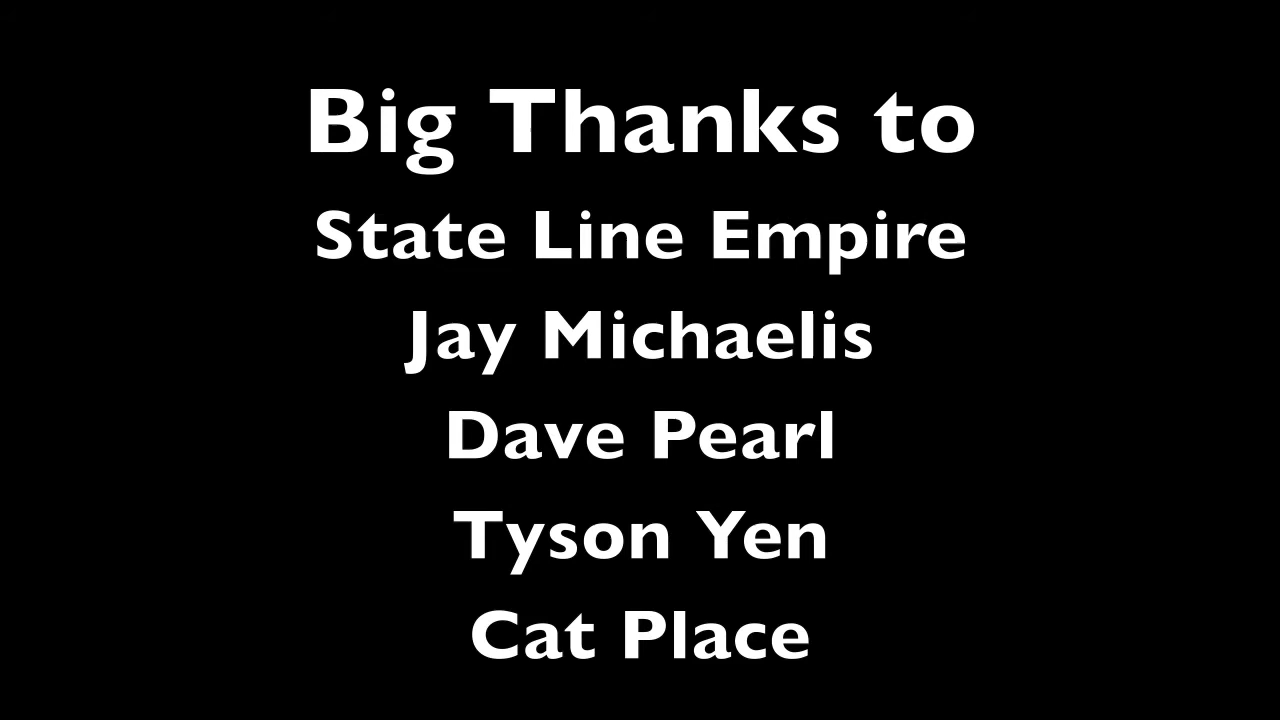 Big Thanks to
State Line Empire
Jay Michaelis
Dave Pearl
Tyson Yen
Cat Place